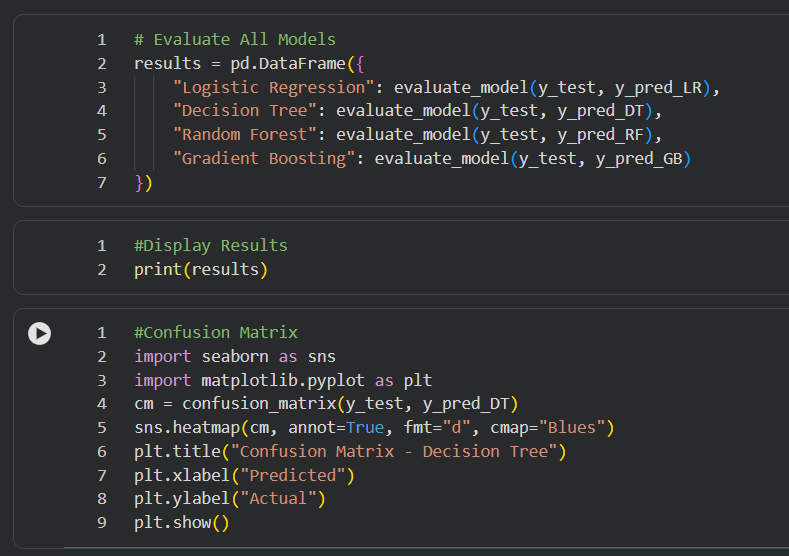 1 # Evaluate All Models
2 results = pd.DataFrame({
3     "Logistic Regression": evaluate_model(y_test, y_pred_LR),
4     "Decision Tree": evaluate_model(y_test, y_pred_DT),
5     "Random Forest": evaluate_model(y_test, y_pred_RF),
6     "Gradient Boosting": evaluate_model(y_test, y_pred_GB)
7 })
1 #Display Results
2 print(results)
1 #Confusion Matrix
2 import seaborn as sns
3 import matplotlib.pyplot as plt
4 cm = confusion_matrix(y_test, y_pred_DT)
5 sns.heatmap(cm, annot=True, fmt="d", cmap="Blues")
6 plt.title("Confusion Matrix - Decision Tree")
7 plt.xlabel("Predicted")
8 plt.ylabel("Actual")
9 plt.show()